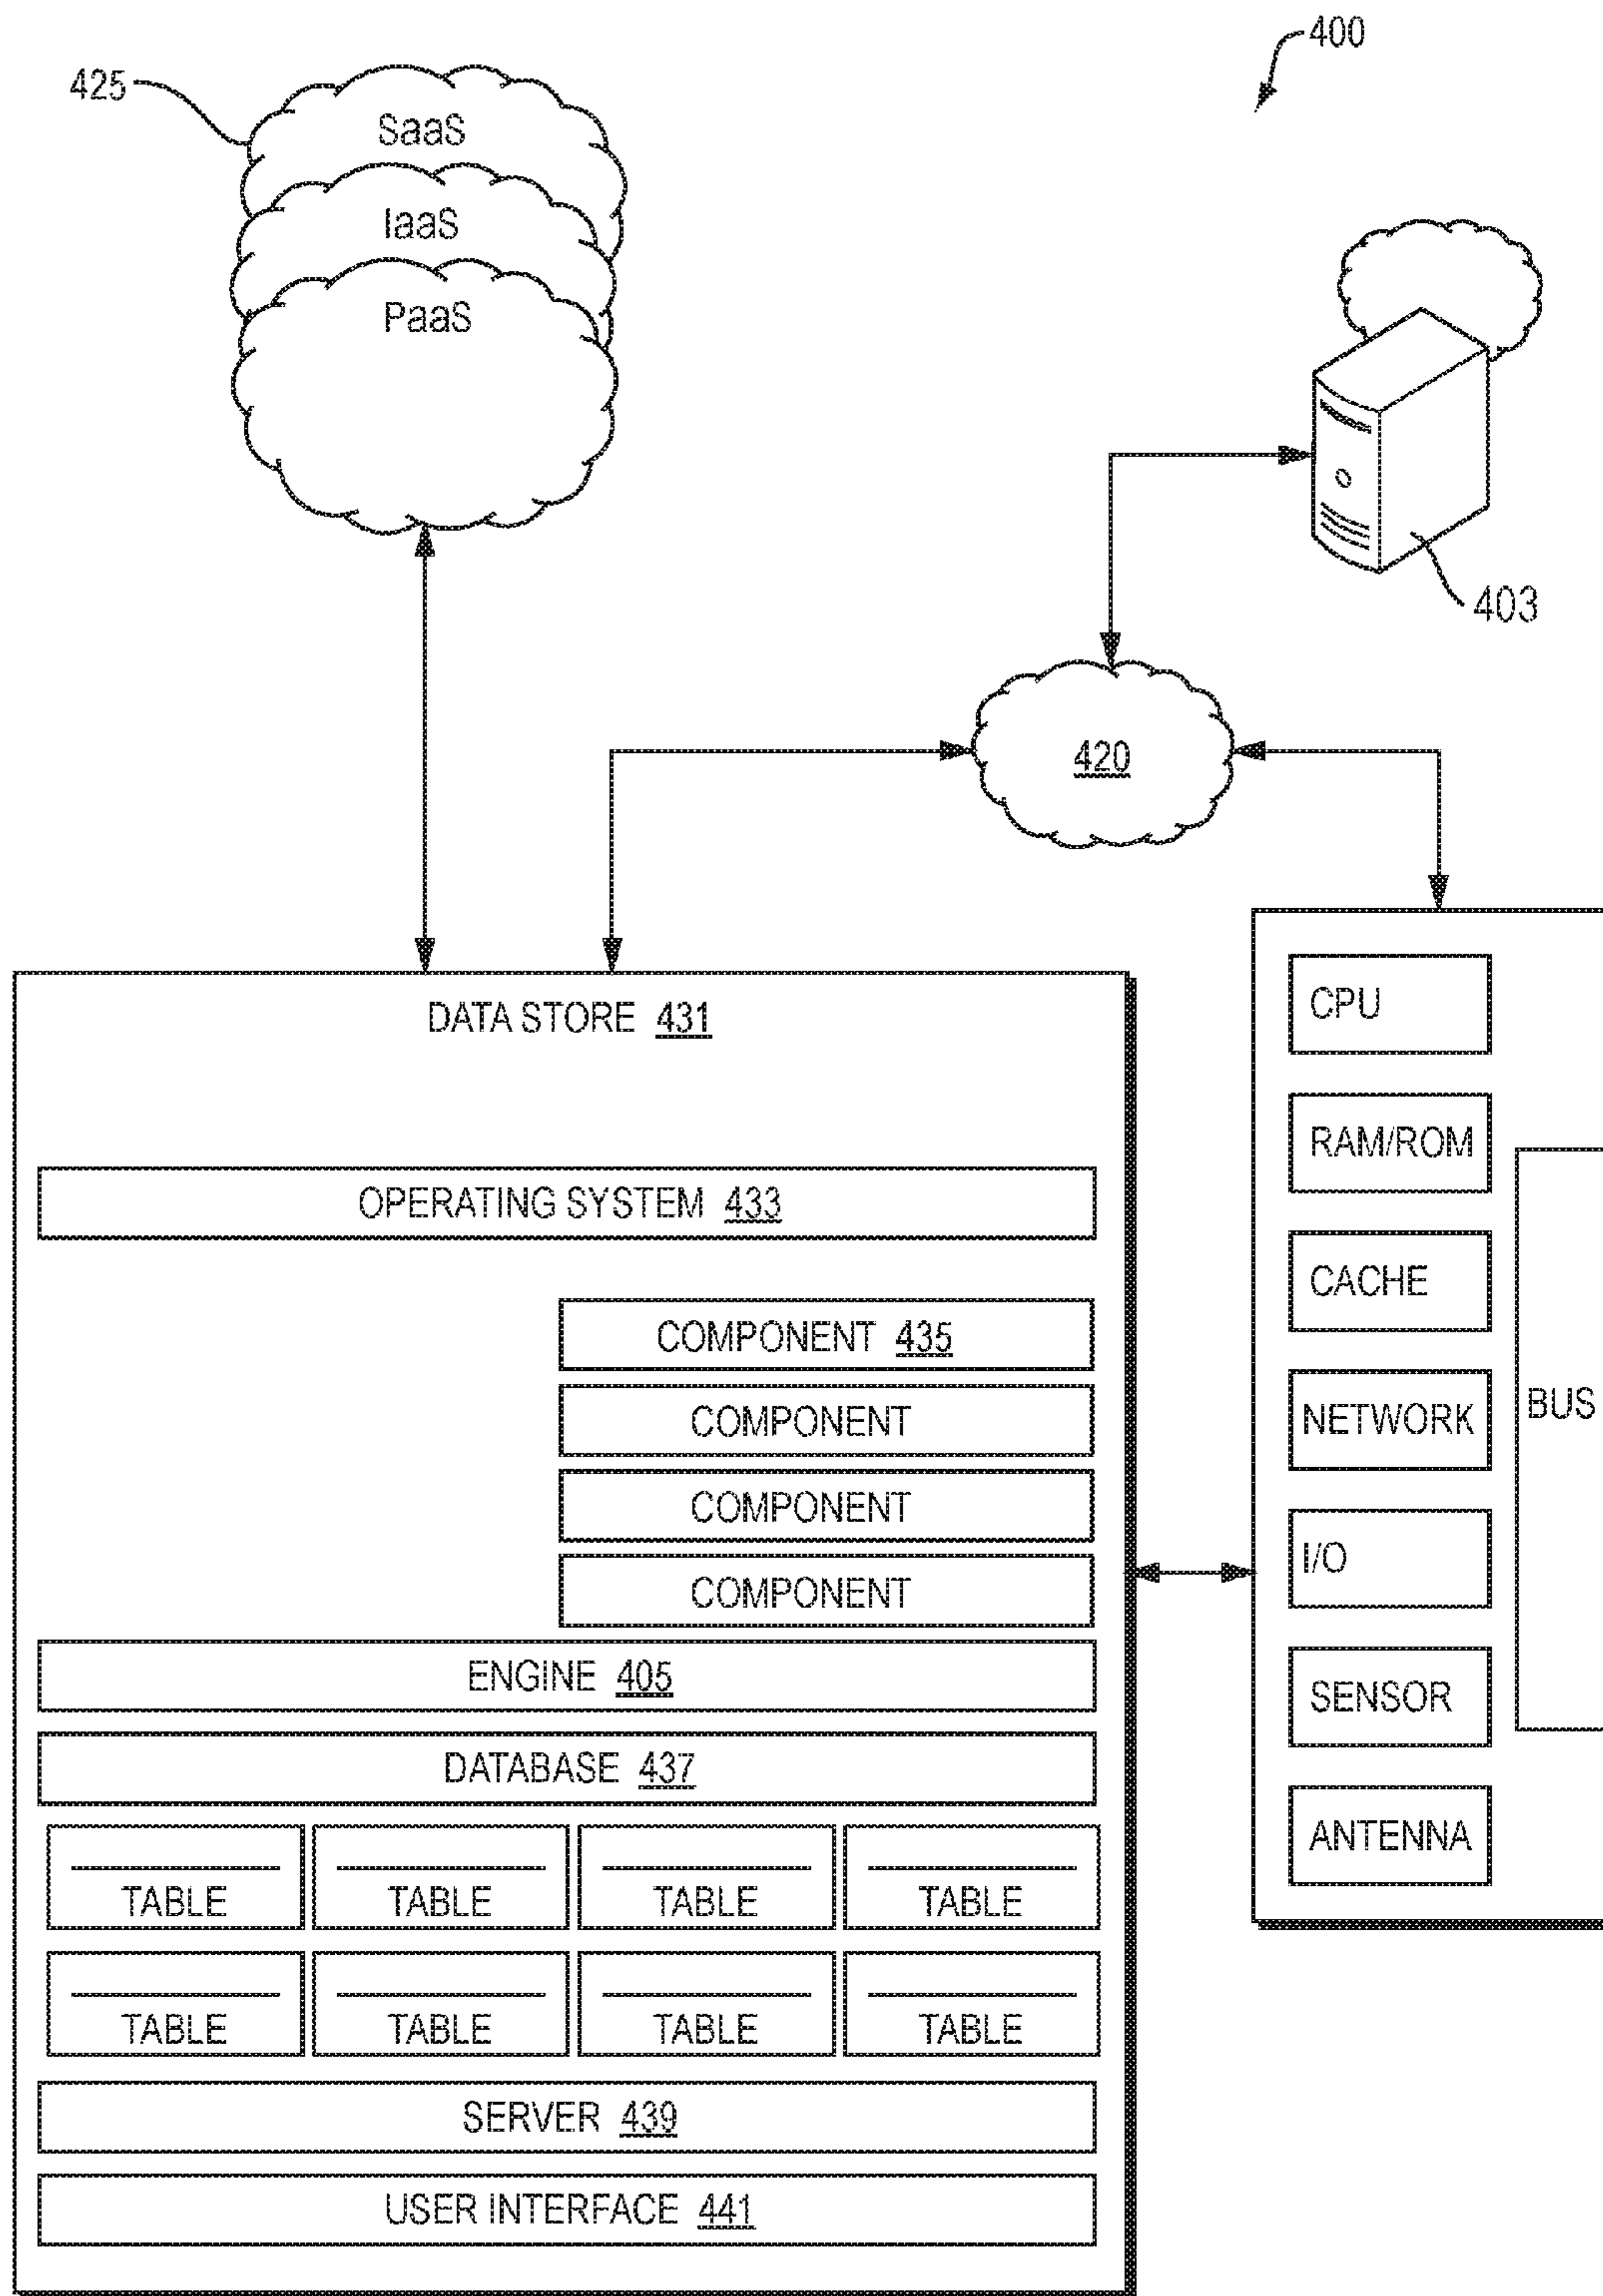 400
425
SaaS
IaaS
PaaS
403
420
DATA STORE 431
OPERATING SYSTEM 433
COMPONENT 435
COMPONENT
COMPONENT
COMPONENT
ENGINE 405
DATABASE 437
TABLE TABLE TABLE TABLE
TABLE TABLE TABLE TABLE
SERVER 439
USER INTERFACE 441
CPU
RAM/ROM
CACHE
NETWORK
I/O
SENSOR
ANTENNA
BUS